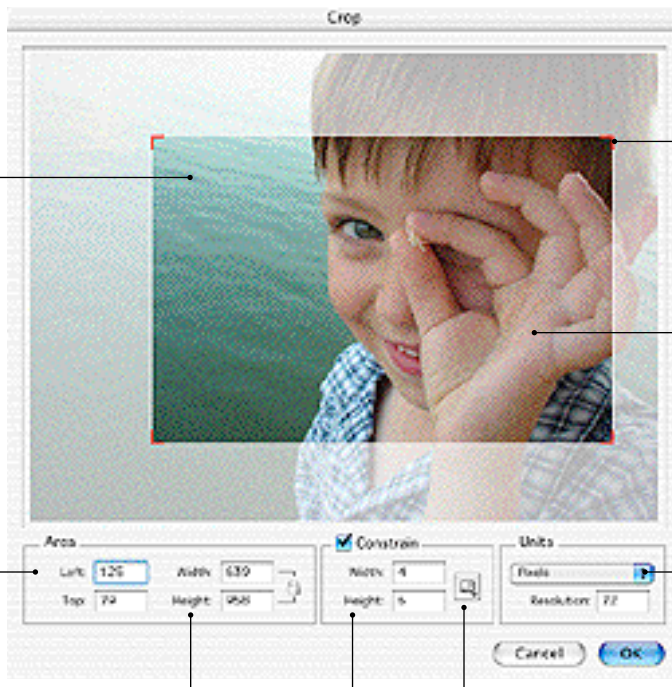 Crop
Area
Left: 125
Width: 639
Top: 79
Height: 958
Constrain
Width: 4
Height: 6
Units
Pixels
Resolution: 72
Cancel
OK